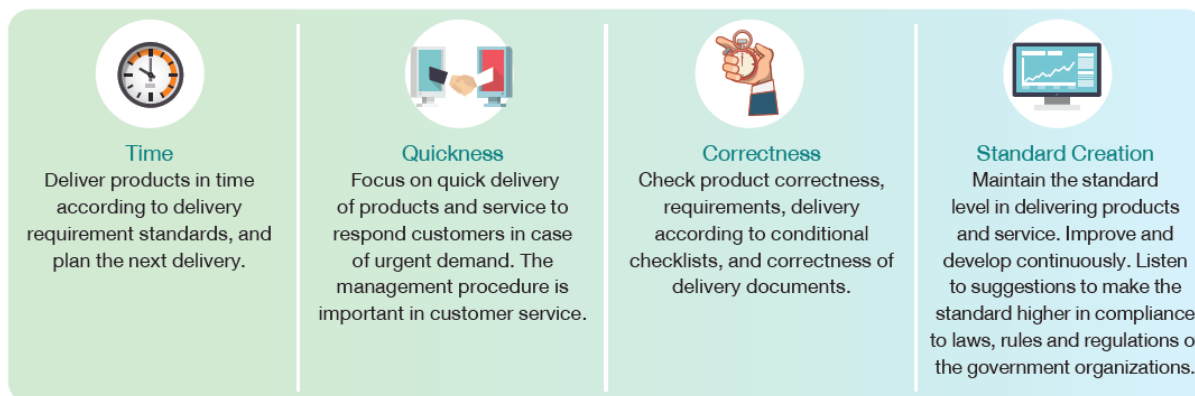 Time
Deliver products in time
according to delivery
requirement standards, and
plan the next delivery.
Quickness
Focus on quick delivery
of products and service to
respond customers in case
of urgent demand. The
management procedure is
important in customer service.
Correctness
Check product correctness,
requirements, delivery
according to conditional
checklists, and correctness of
delivery documents.
Standard Creation
Maintain the standard
level in delivering products
and service. Improve and
develop continuously. Listen
to suggestions to make the
standard higher in compliance
to laws, rules and regulations o
the government organizations.